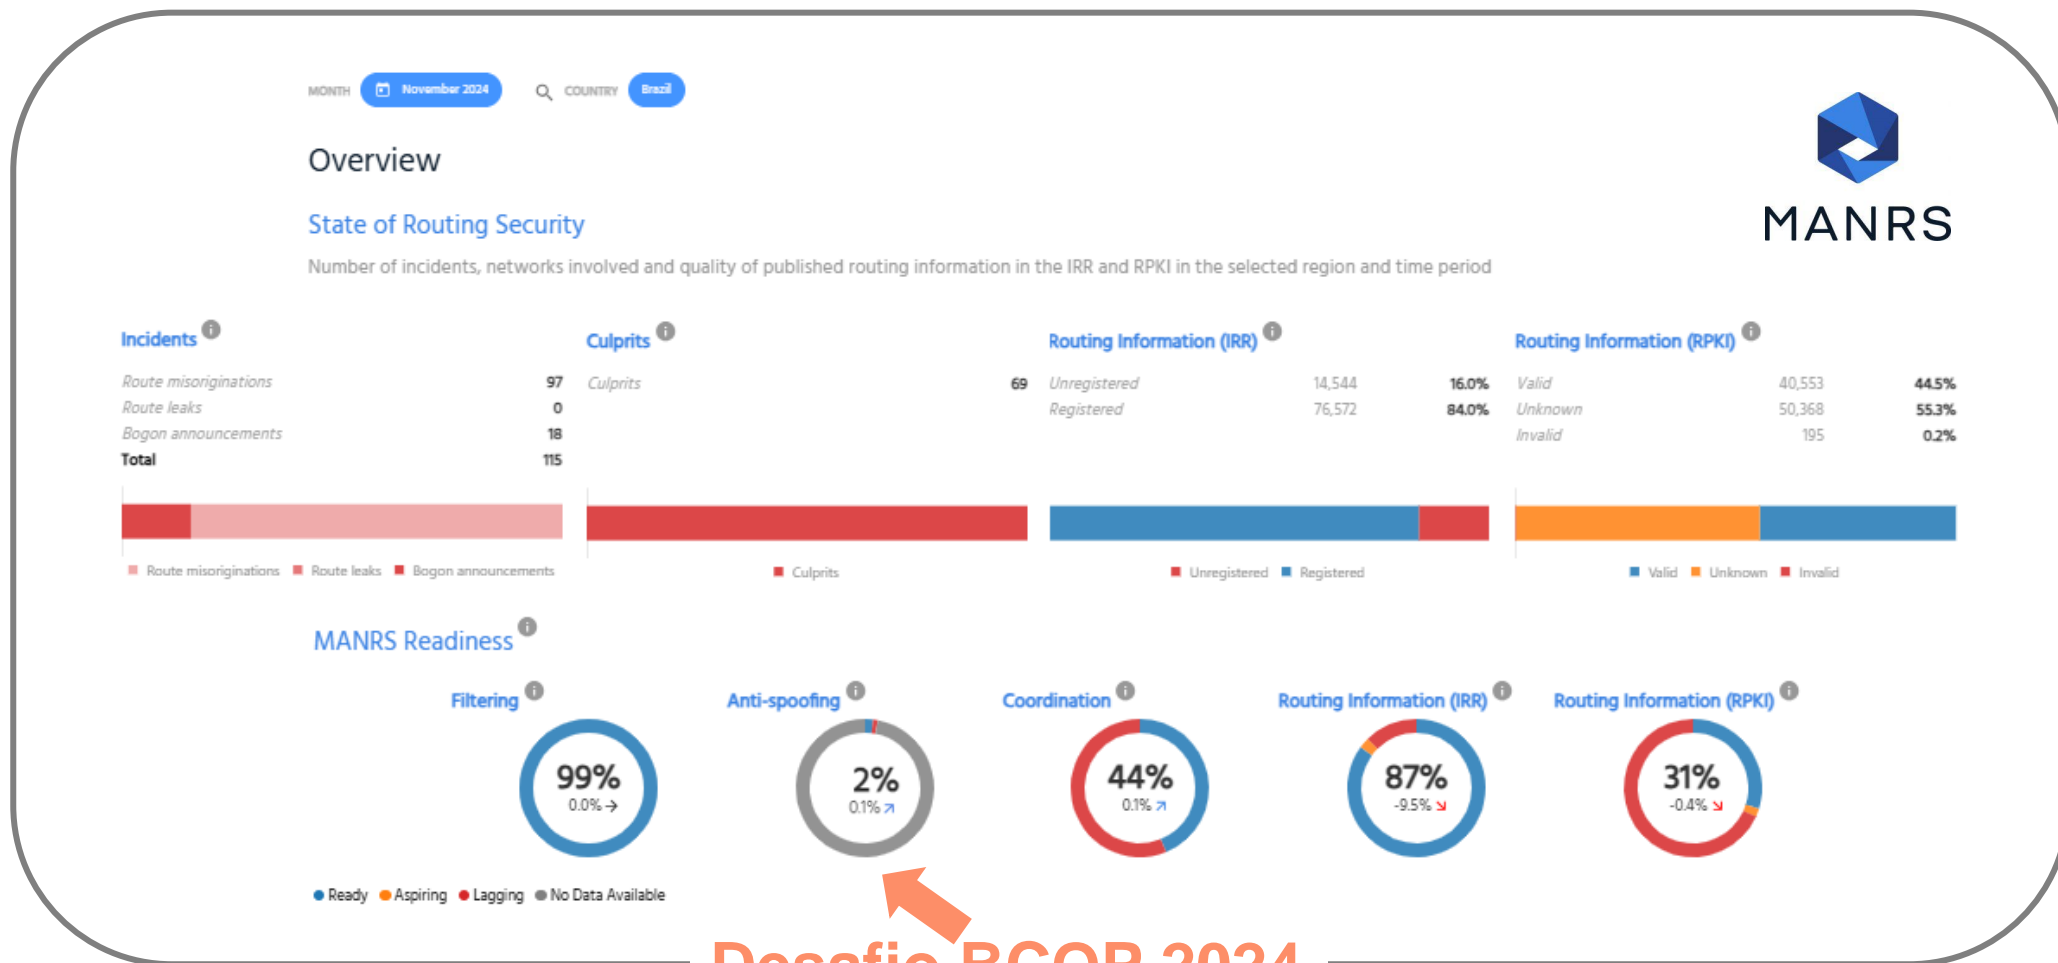 MONTH November 2024 COUNTRY Brazil
Overview
MANRS
State of Routing Security
Number of incidents, networks involved and quality of published routing information in the IRR and RPKI in the selected region and time period
Incidents
Route misoriginations 97
Route leaks 0
Bogon announcements 18
Total 115
Route misoriginations Route leaks Bogon announcements
Culprits
Culprits 69
Culprits
Routing Information (IRR)
Unregistered 14,544 16.0%
Registered 76,572 84.0%
Unregistered Registered
Routing Information (RPKI)
Valid 40,553 44.5%
Unknown 50,368 55.3%
Invalid 195 0.2%
Valid Unknown Invalid
MANRS Readiness
Filtering
99%
0.0% →
Anti-spoofing
2%
0.1% ↗
Coordination
44%
0.1% ↗
Routing Information (IRR)
87%
-9.5% ↘
Routing Information (RPKI)
31%
-0.4% ↘
Ready Aspiring Lagging No Data Available
Desafio BCOP 2024